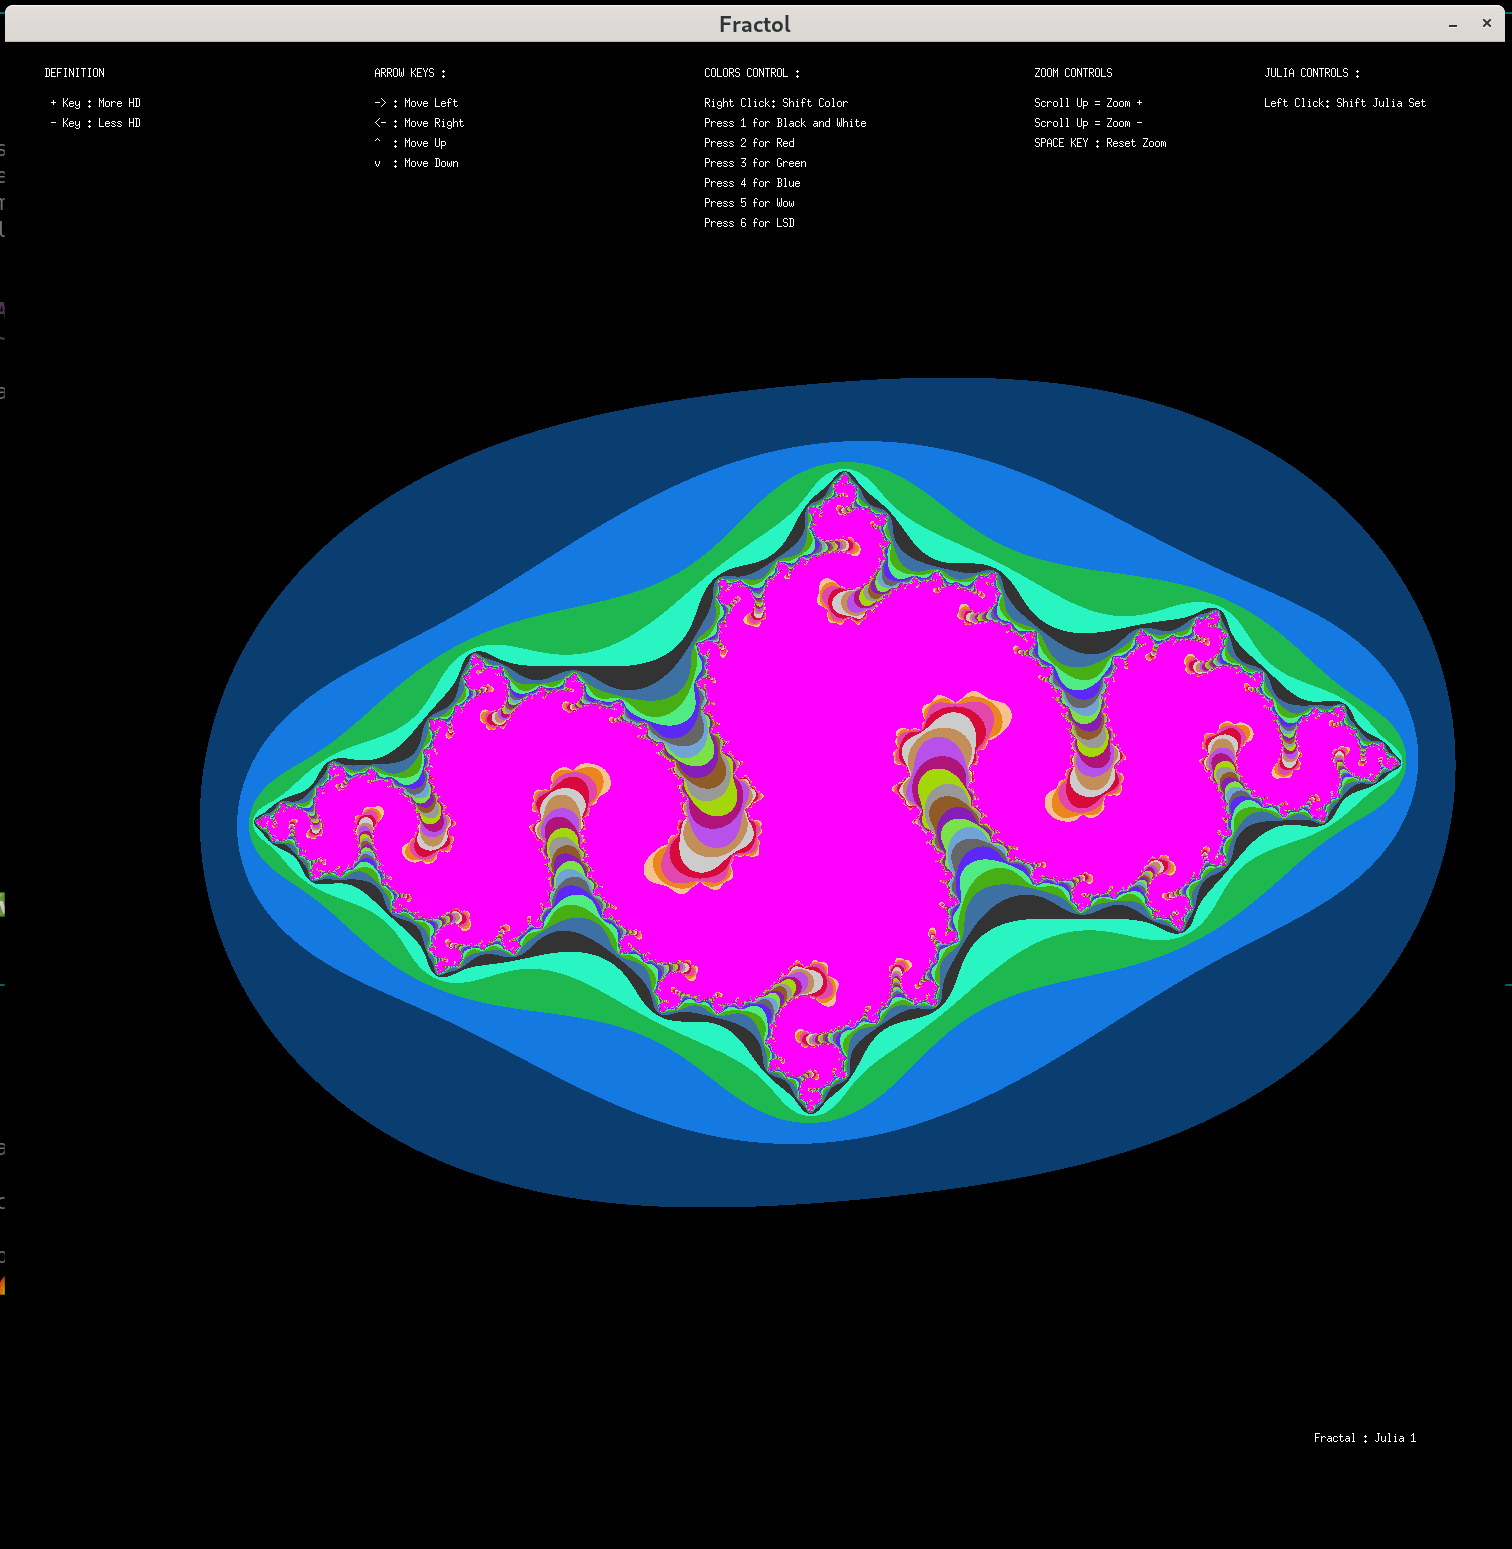 Fractol
DEFINITION
+ Key : More HD
- Key : Less HD
ARROW KEYS :
-> : Move Left
<- : Move Right
^ : Move Up
v : Move Down
COLORS CONTROL :
Right Click: Shift Color
Press 1 for Black and White
Press 2 for Red
Press 3 for Green
Press 4 for Blue
Press 5 for Wow
Press 6 for LSD
ZOOM CONTROLS
Scroll Up = Zoom +
Scroll Up = Zoom -
SPACE KEY : Reset Zoom
JULIA CONTROLS :
Left Click: Shift Julia Set
Fractal : Julia 1